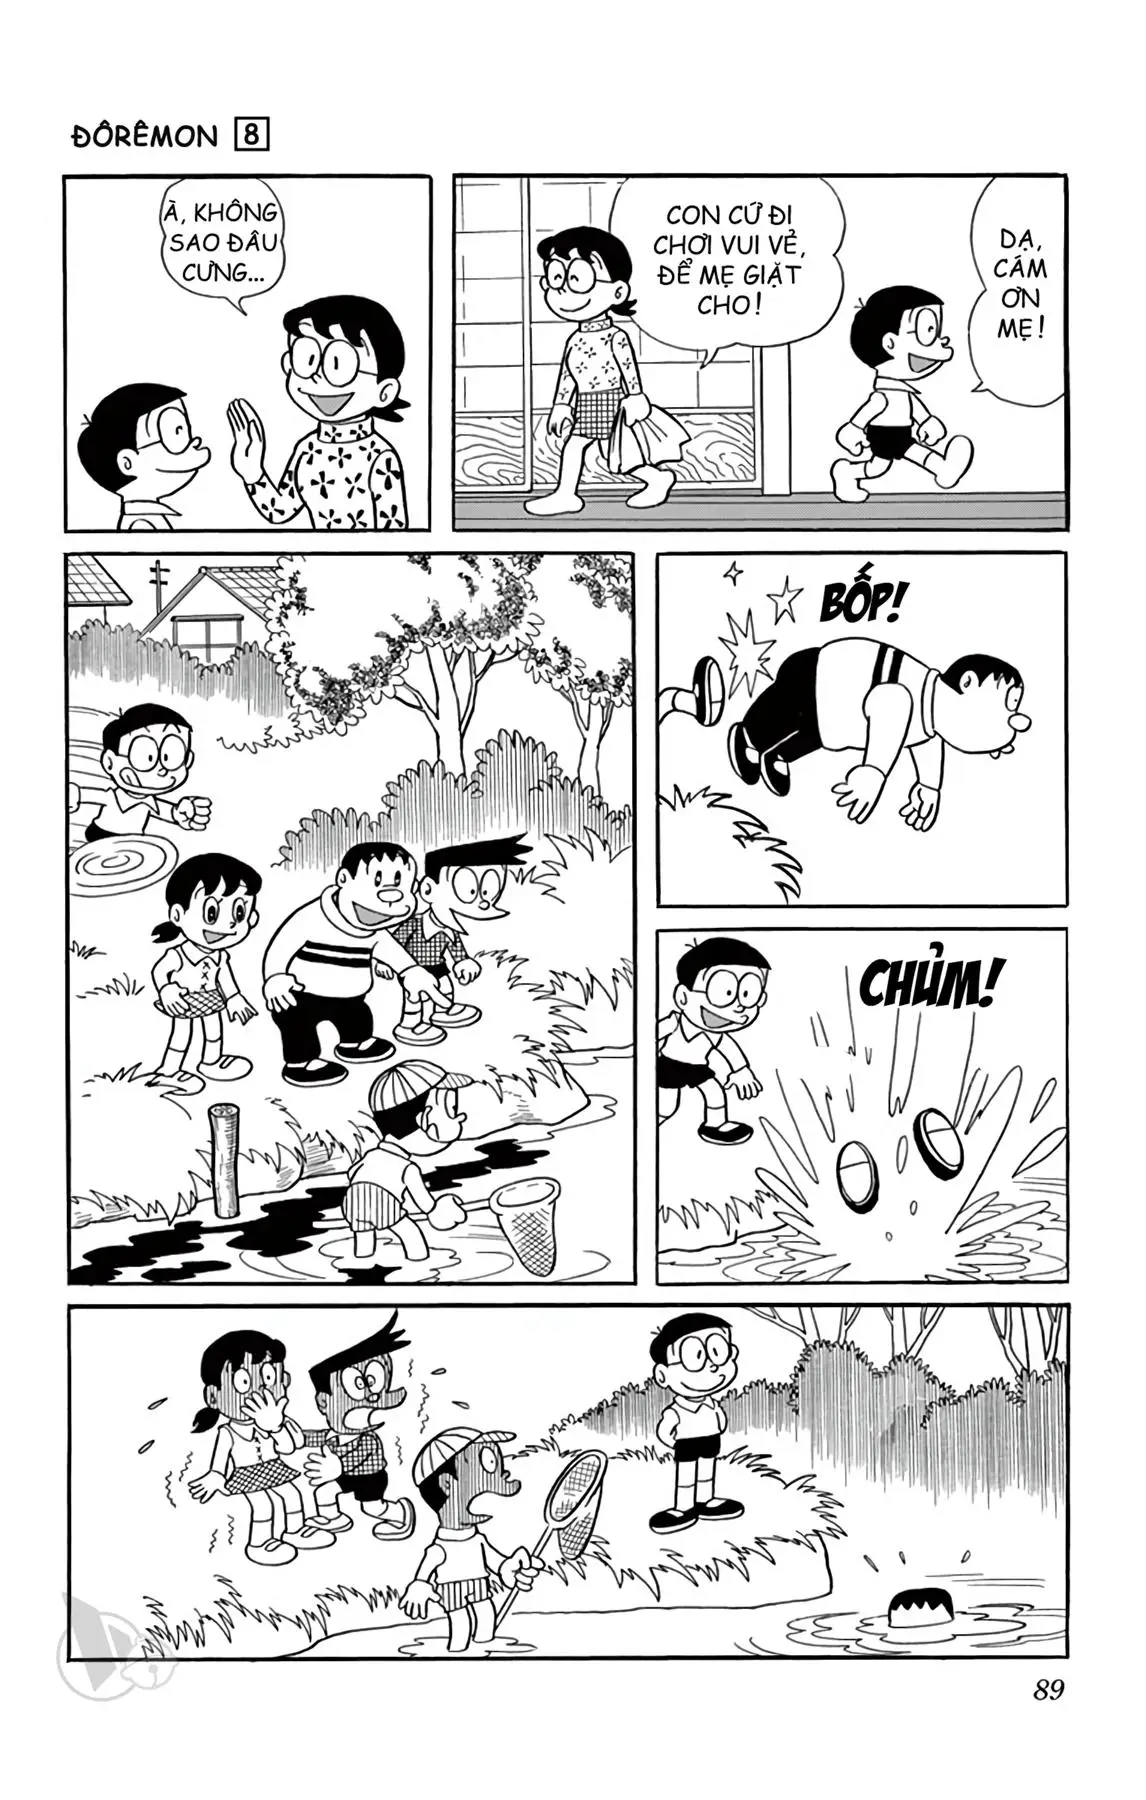 ĐÔRÊMON 8
À, KHÔNG
SAO ĐÂU
CƯNG...
CON CỨ ĐI
CHƠI VUI VẺ,
ĐỂ MẸ GIẶT
CHO!
DẠ,
CÁM
ƠN
MẸ!
BỐP!
CHỦM!
89